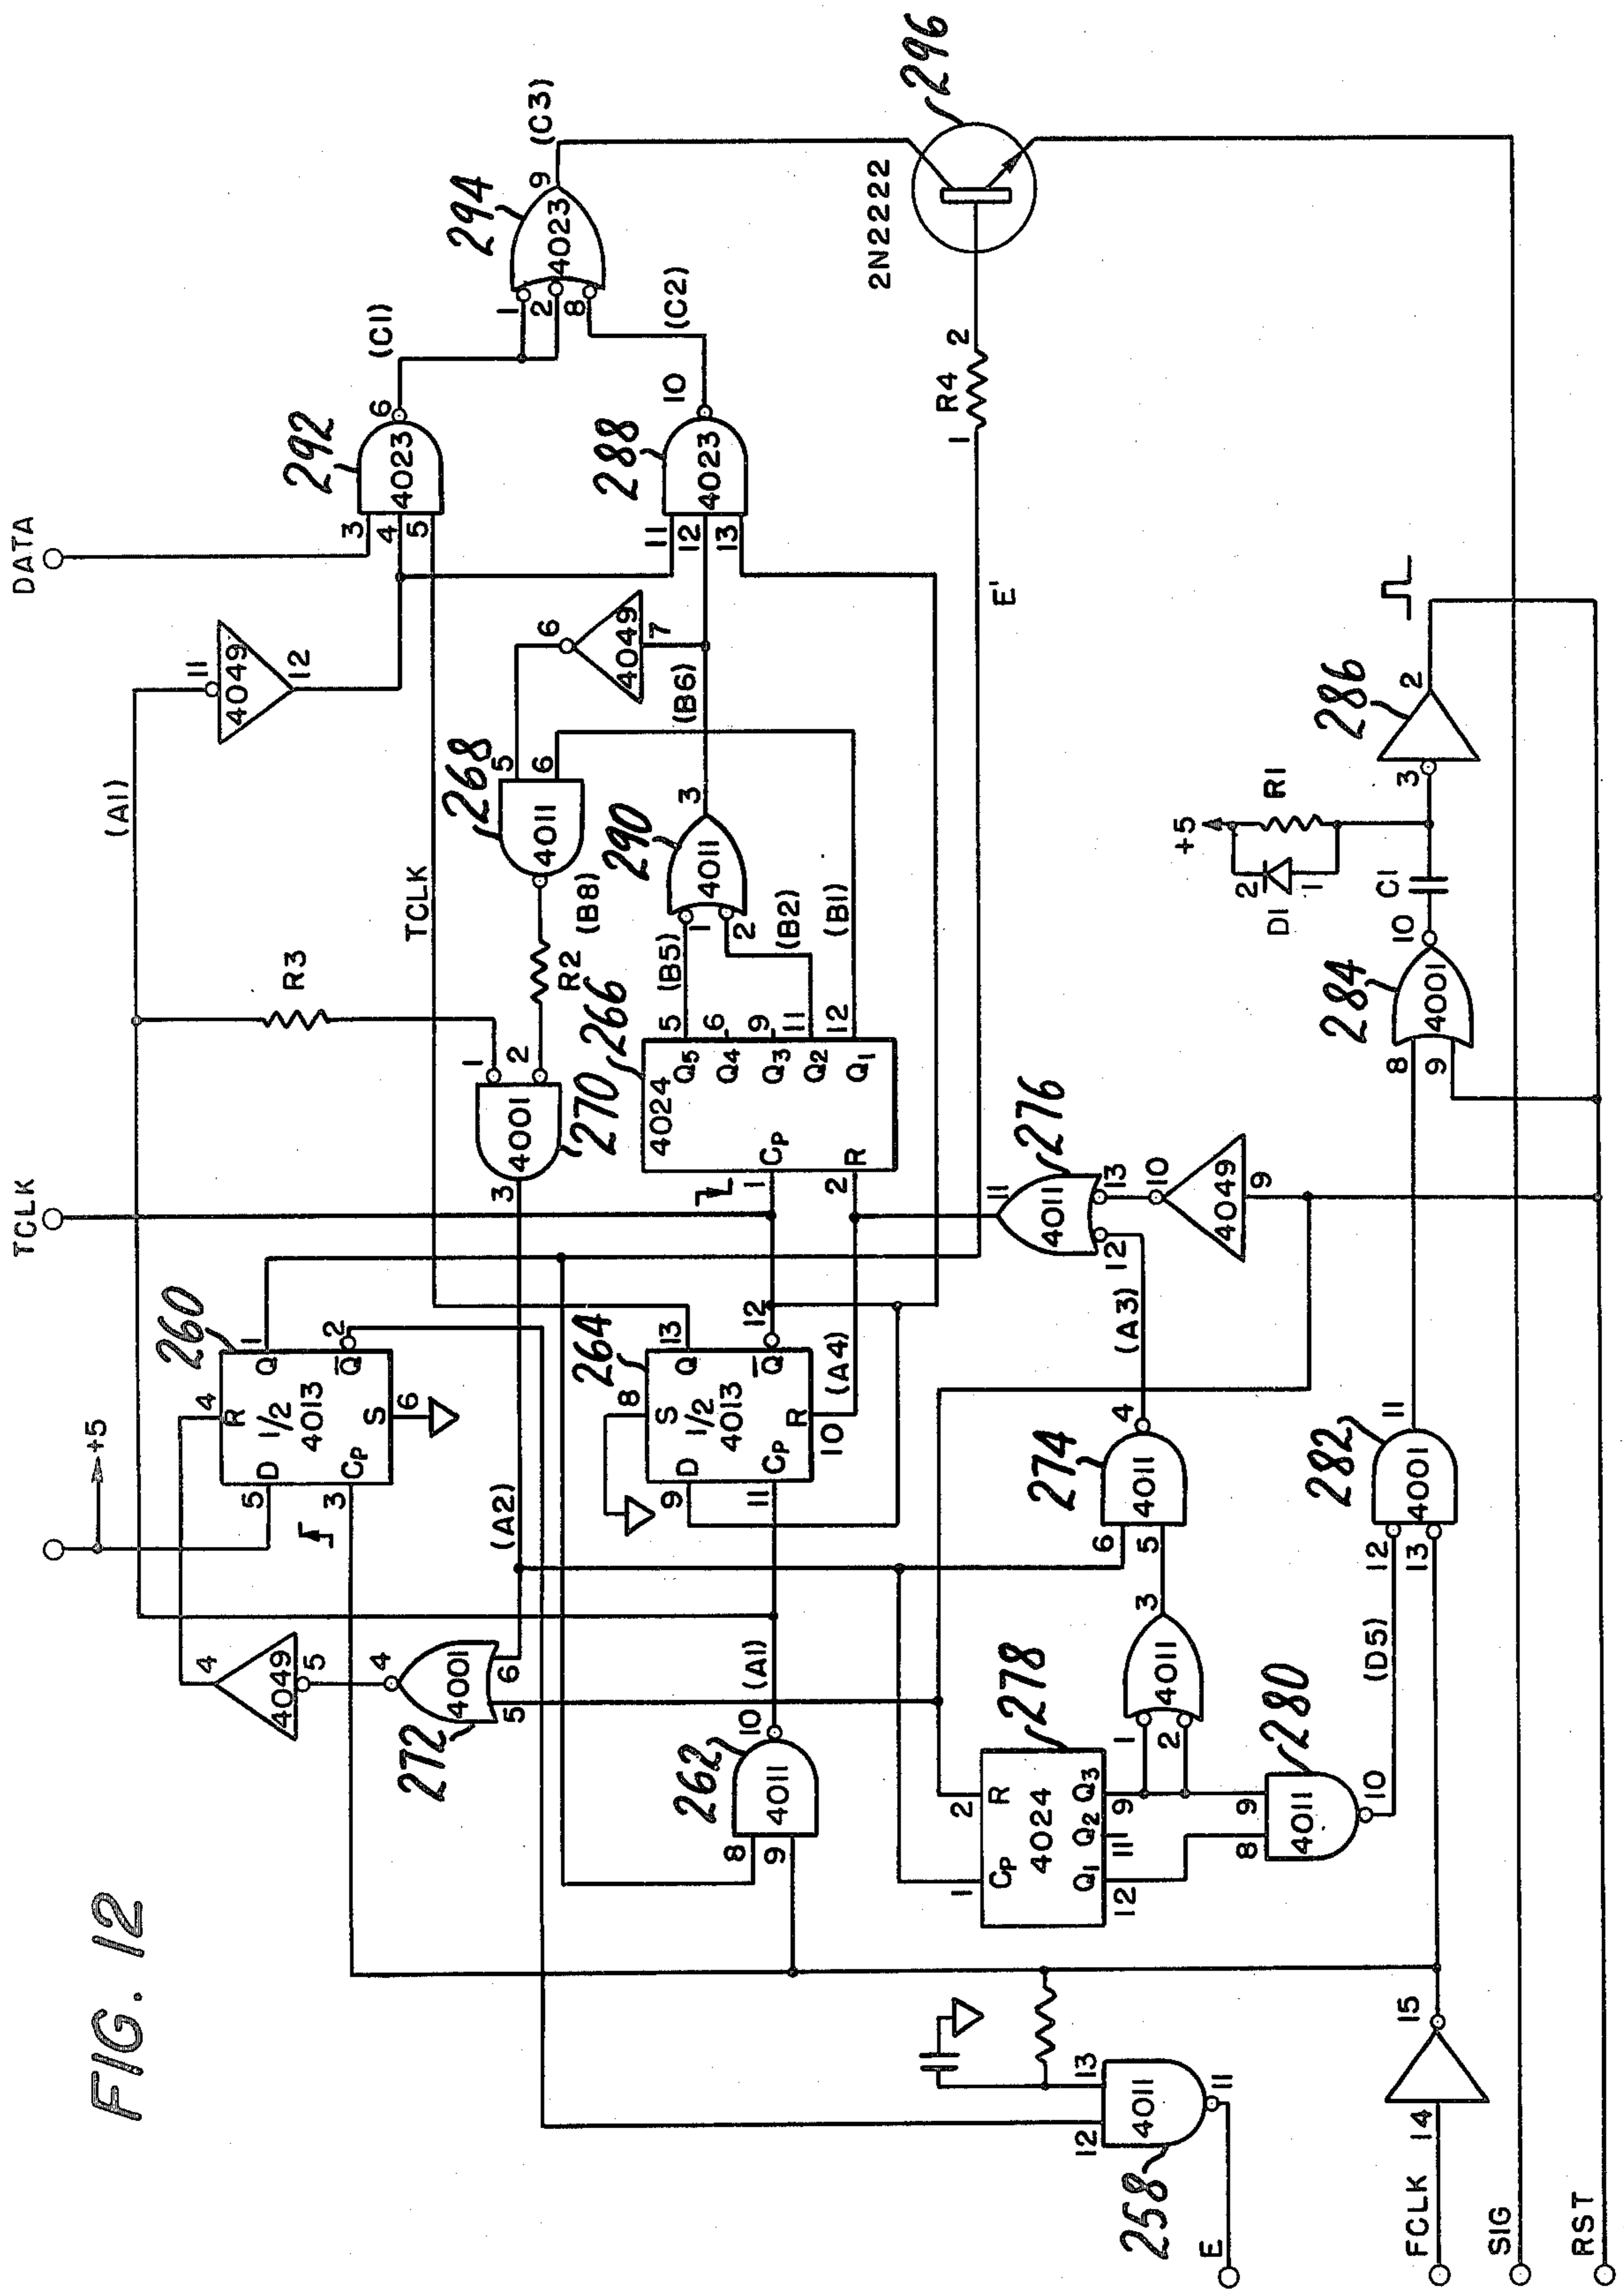 FIG. 12
TCLK
DATA
+5
260
4
R
1
Q
5
D
1/2
4013
2
Q
3
CP
S
6
4
4049
5
4
4001
272
5
6
(A2)
(A1)
11
4049
12
R3
TCLK
1
2
4001
3
270
R2
(B8)
268
5
6
4011
6
4049
7
(B6)
292
3
4
5
4023
6
(C1)
294
1
2
8
4023
9
(C3)
(C2)
288
11
12
13
4023
10
264
8
S
13
Q
9
D
1/2
4013
12
Q
11
CP
R
10
(A4)
262
8
9
4011
10
(A1)
266
4024
1
CP
2
R
Q5
5
Q4
6
Q3
9
Q2
11
Q1
12
(B5)
(B2)
(B1)
290
1
2
4011
3
E'
1
R4
2
2N2222
296
276
11
4011
12
13
10
4049
9
(A3)
274
6
5
4011
4
3
4011
1
2
278
2
R
1
CP
4024
Q3
9
Q2
11
Q1
12
280
9
8
4011
10
(D5)
282
12
13
4001
11
284
8
9
4001
10
C1
+5
D1
2
1
R1
286
3
2
258
12
13
4011
11
E
FCLK
14
15
SIG
RST